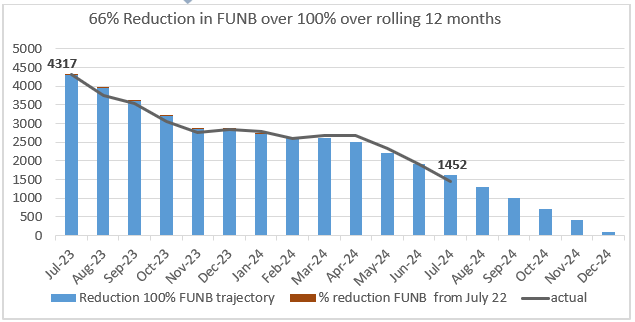 66% Reduction in FUNB over 100% over rolling 12 months
5000
4500
4000
3500
3000
2500
2000
1500
1000
500
0
4317
1452
Jul-23
Aug-23
Sep-23
Oct-23
Nov-23
Dec-23
Jan-24
Feb-24
Mar-24
Apr-24
May-24
Jun-24
Jul-24
Aug-24
Sep-24
Oct-24
Nov-24
Dec-24
Reduction 100% FUNB trajectory
% reduction FUNB from July 22
actual